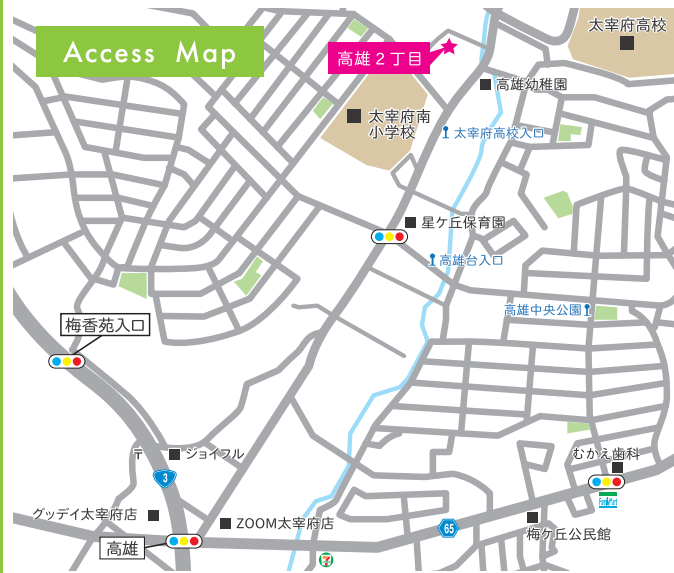 Access Map
太宰府高校
高雄２丁目
高雄幼稚園
太宰府南
小学校
太宰府高校入口
星ケ丘保育園
高雄台入口
高雄中央公園
梅香苑入口
〒
ジョイフル
3
むかえ歯科
FamilyMart
グッデイ太宰府店
ZOOM太宰府店
65
梅ケ丘公民館
高雄
7